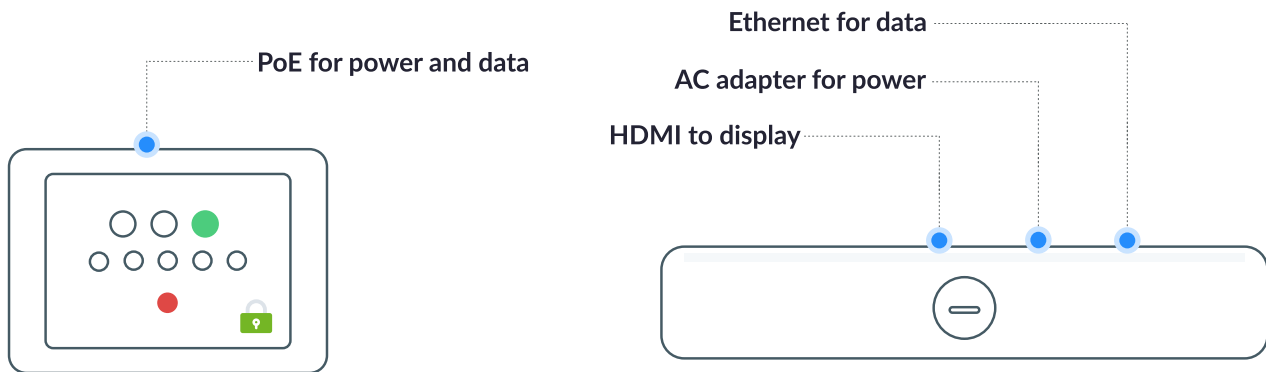 PoE for power and data
Ethernet for data
AC adapter for power
HDMI to display